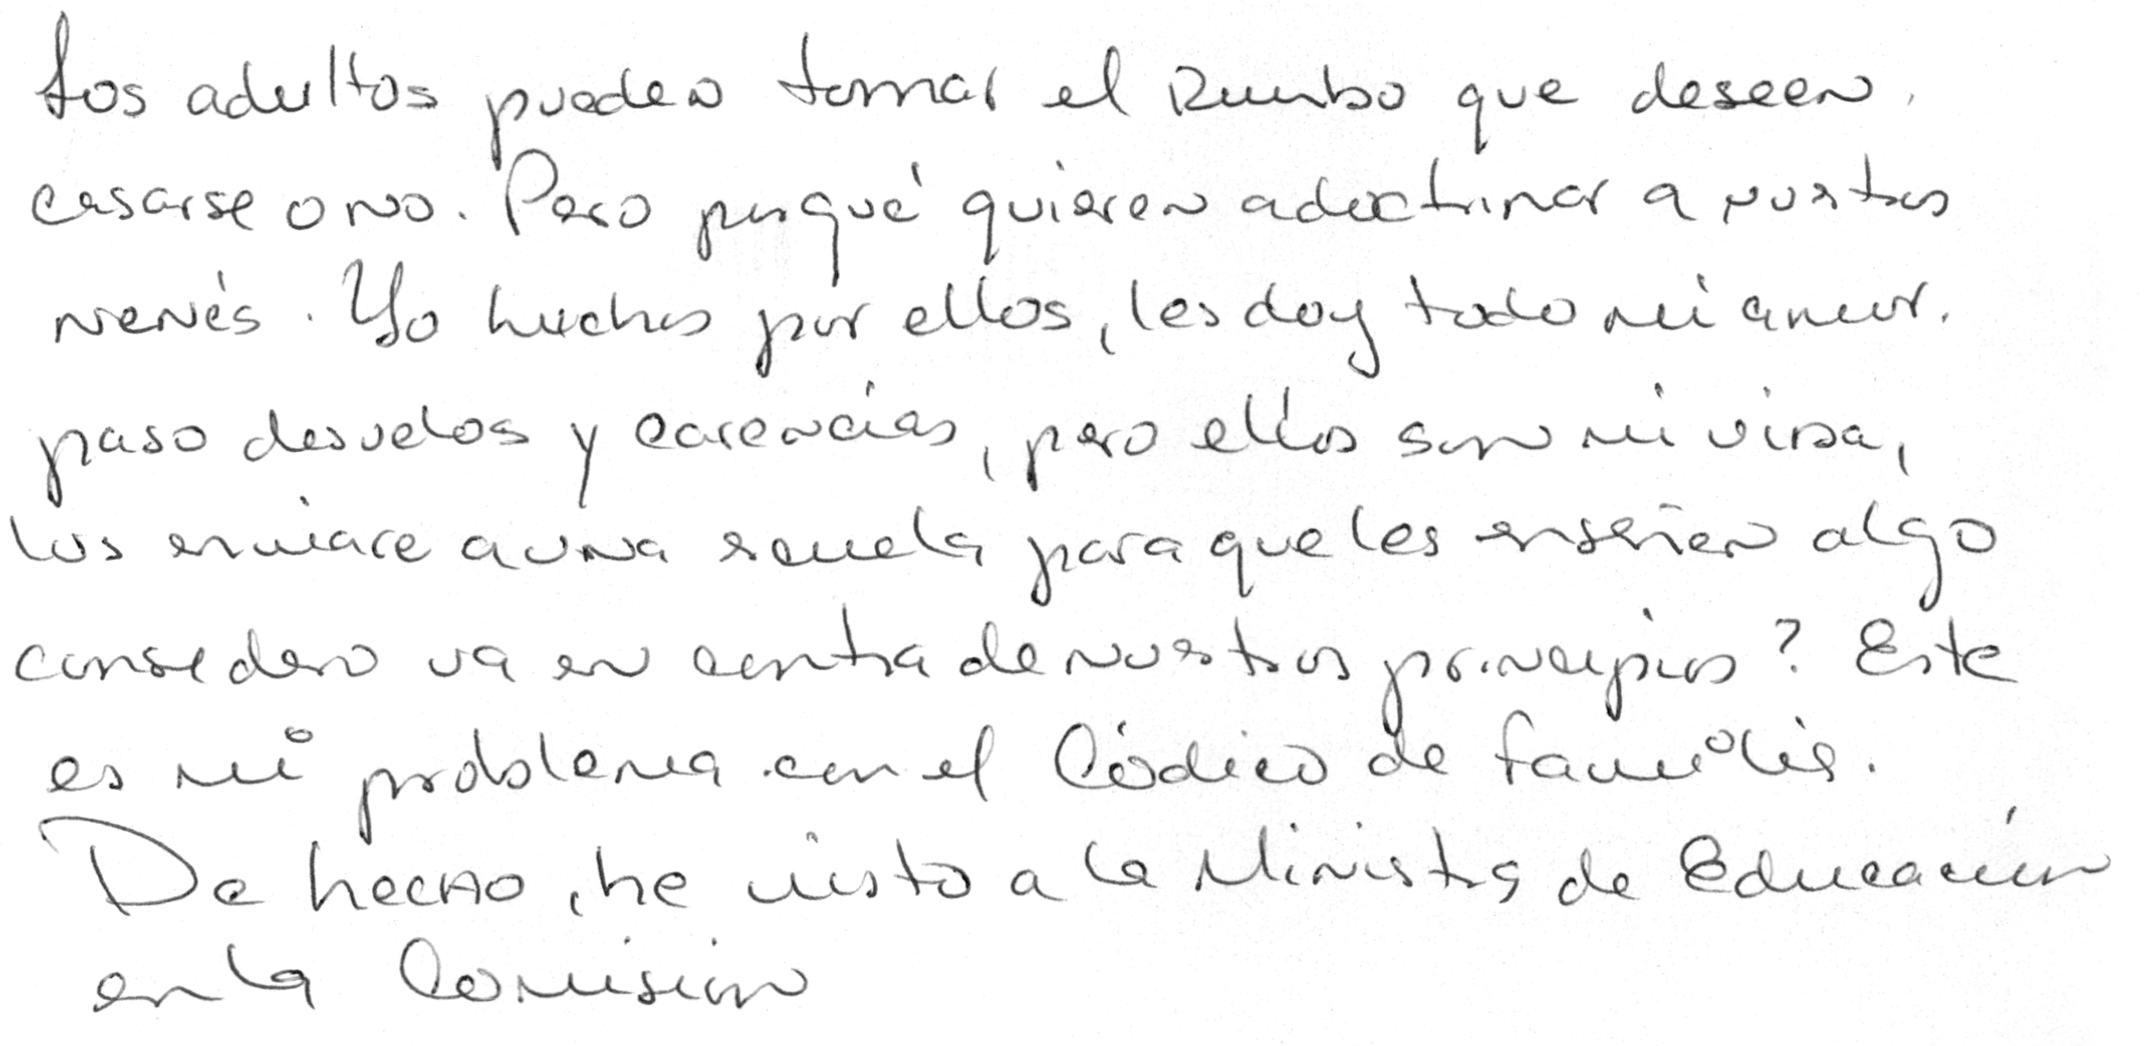 Los adultos pueden tomar el Rumbo que deseen,
casarse o no. Pero porqué quieren adoctrinar a nuestros
nenés. Yo lucho por ellos, les doy todo mi amor.
paso desvelos y carencias, pero ellos son mi vida,
los enviare a una escuela para que les enseñen algo
considero va en contra de nuestros principios? Este
es mi problema con el Código de familia.
De hecho, he visto a la Ministra de Educación
en la Comisión